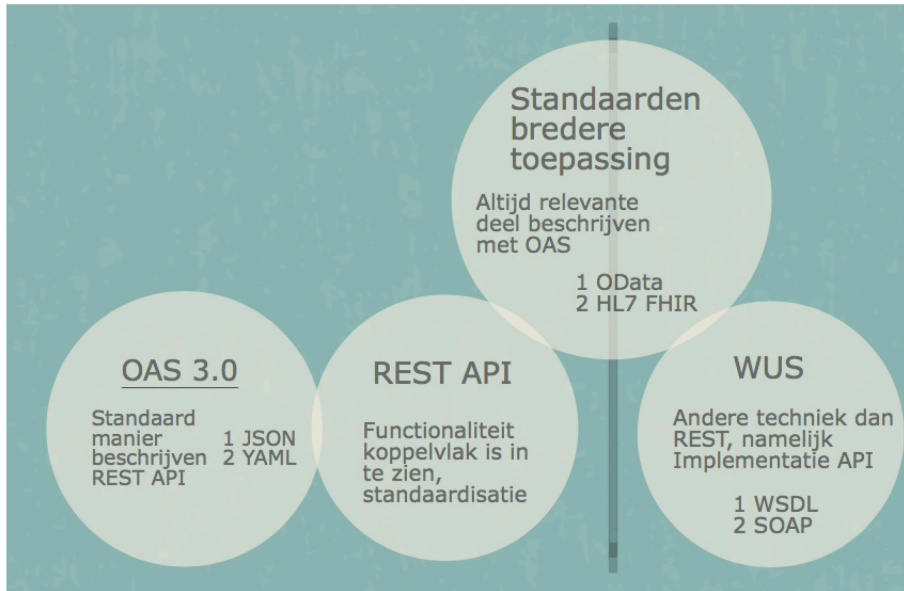 Standaarden
bredere
toepassing
Altijd relevante
deel beschrijven
met OAS
1 OData
2 HL7 FHIR
OAS 3.0
Standaard
manier
beschrijven
REST API
1 JSON
2 YAML
REST API
Functionaliteit
koppelvlak is in
te zien,
standaardisatie
WUS
Andere techniek dan
REST, namelijk
Implementatie API
1 WSDL
2 SOAP